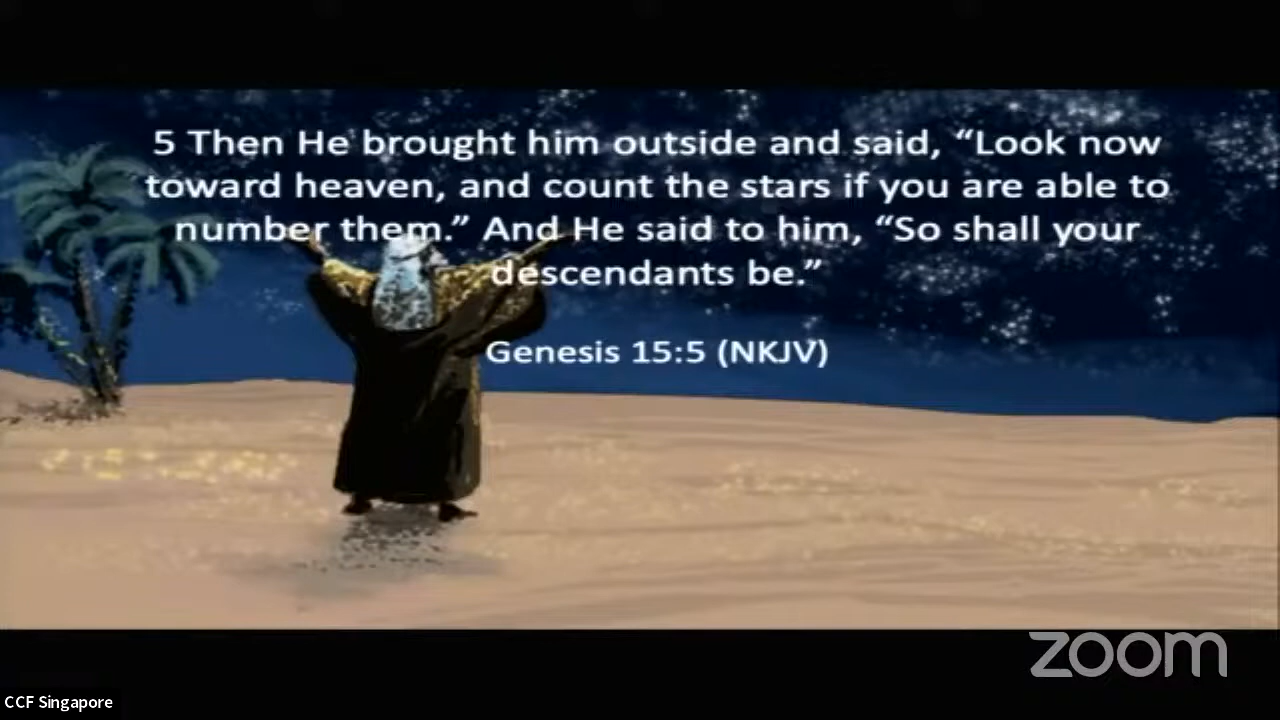 5 Then He brought him outside and said, “Look now
toward heaven, and count the stars if you are able to
number them.” And He said to him, “So shall your
descendants be.”
Genesis 15:5 (NKJV)
zoom
CCF Singapore